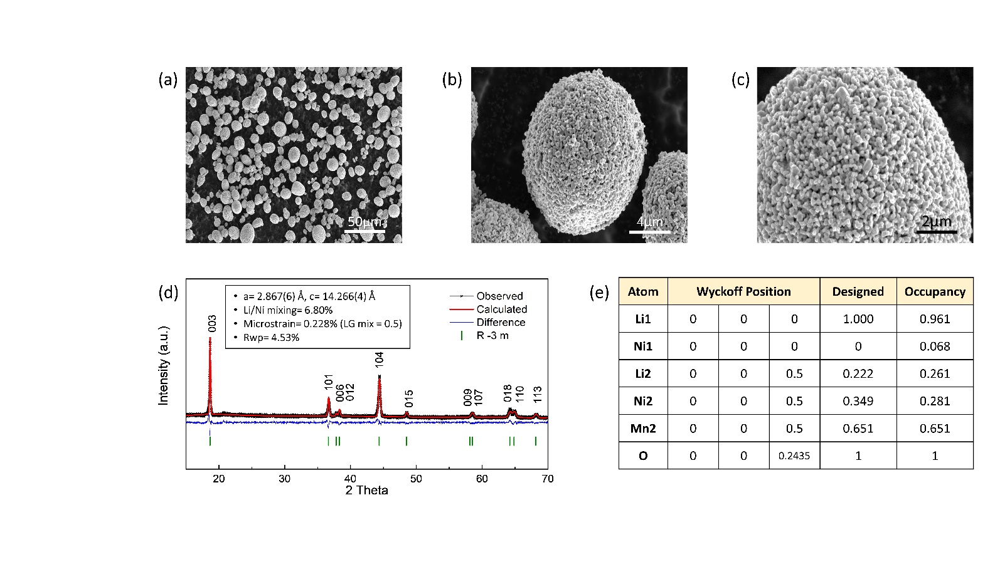 (a)
50μm
(b)
4μm
(c)
2μm
(d)
• a= 2.867(6) Å, c= 14.266(4) Å
• Li/Ni mixing= 6.80%
• Microstrain= 0.228% (LG mix = 0.5)
• Rwp= 4.53%
Observed
Calculated
Difference
R -3 m
Intensity (a.u.)
003
101
006
012
104
015
009
107
018
110
113
20 30 40 50 60 70
2 Theta
(e)
Atom Wyckoff Position Designed Occupancy
Li1 0 0 0 1.000 0.961
Ni1 0 0 0 0 0.068
Li2 0 0 0.5 0.222 0.261
Ni2 0 0 0.5 0.349 0.281
Mn2 0 0 0.5 0.651 0.651
O 0 0 0.2435 1 1